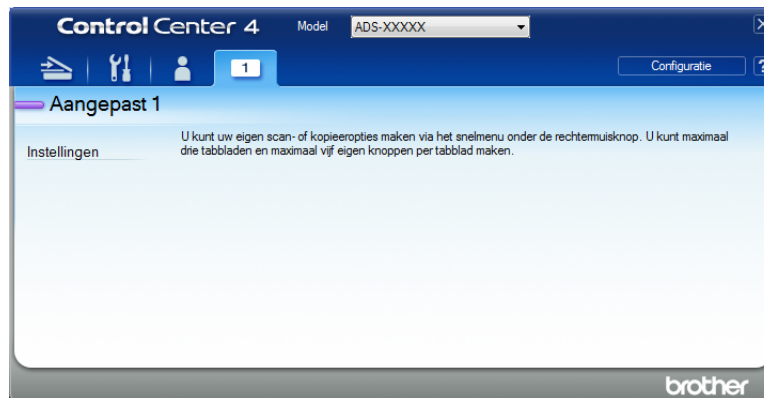 Control Center 4 Model ADS-XXXXX
1 Configuratie ?
Aangepast 1
U kunt uw eigen scan- of kopieeropties maken via het snelmenu onder de rechtermuisknop. U kunt maximaal
Instellingen drie tabbladen en maximaal vijf eigen knoppen per tabblad maken.
brother